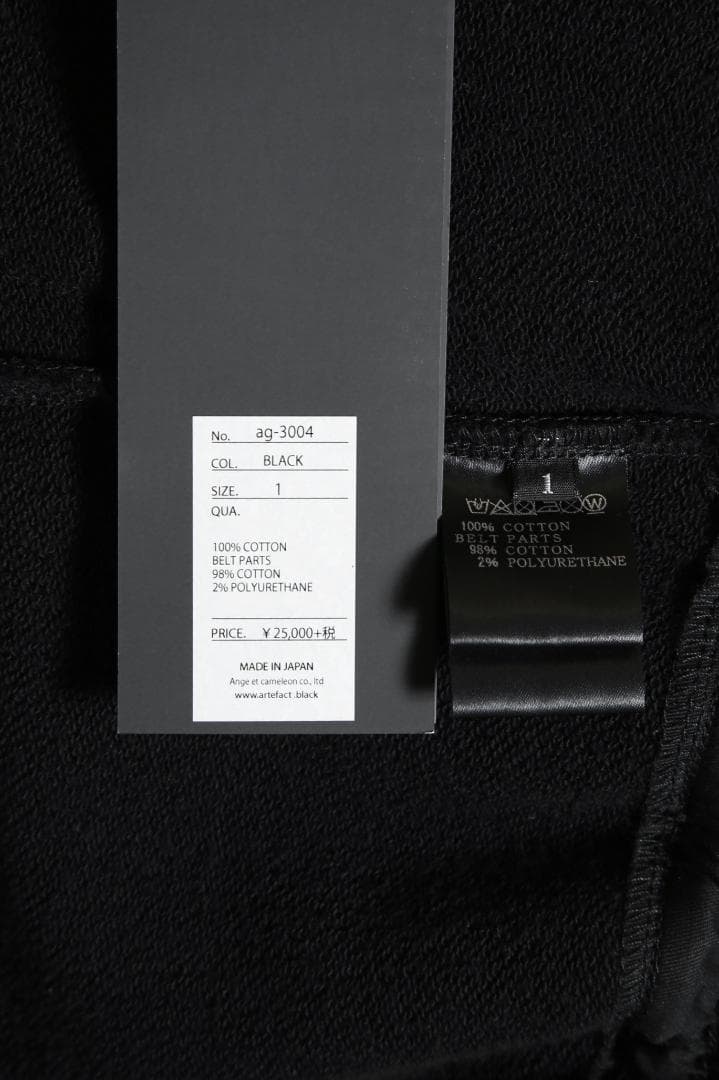 No. ag-3004
COL. BLACK
SIZE. 1
QUA.
100% COTTON
BELT PARTS
98% COTTON
2% POLYURETHANE
PRICE. ¥25,000+税
MADE IN JAPAN
Ange et cameleon co., ltd
www.artefact .black
1
W
100% COTTON
BELT PARTS
98% COTTON
2% POLYURETHANE